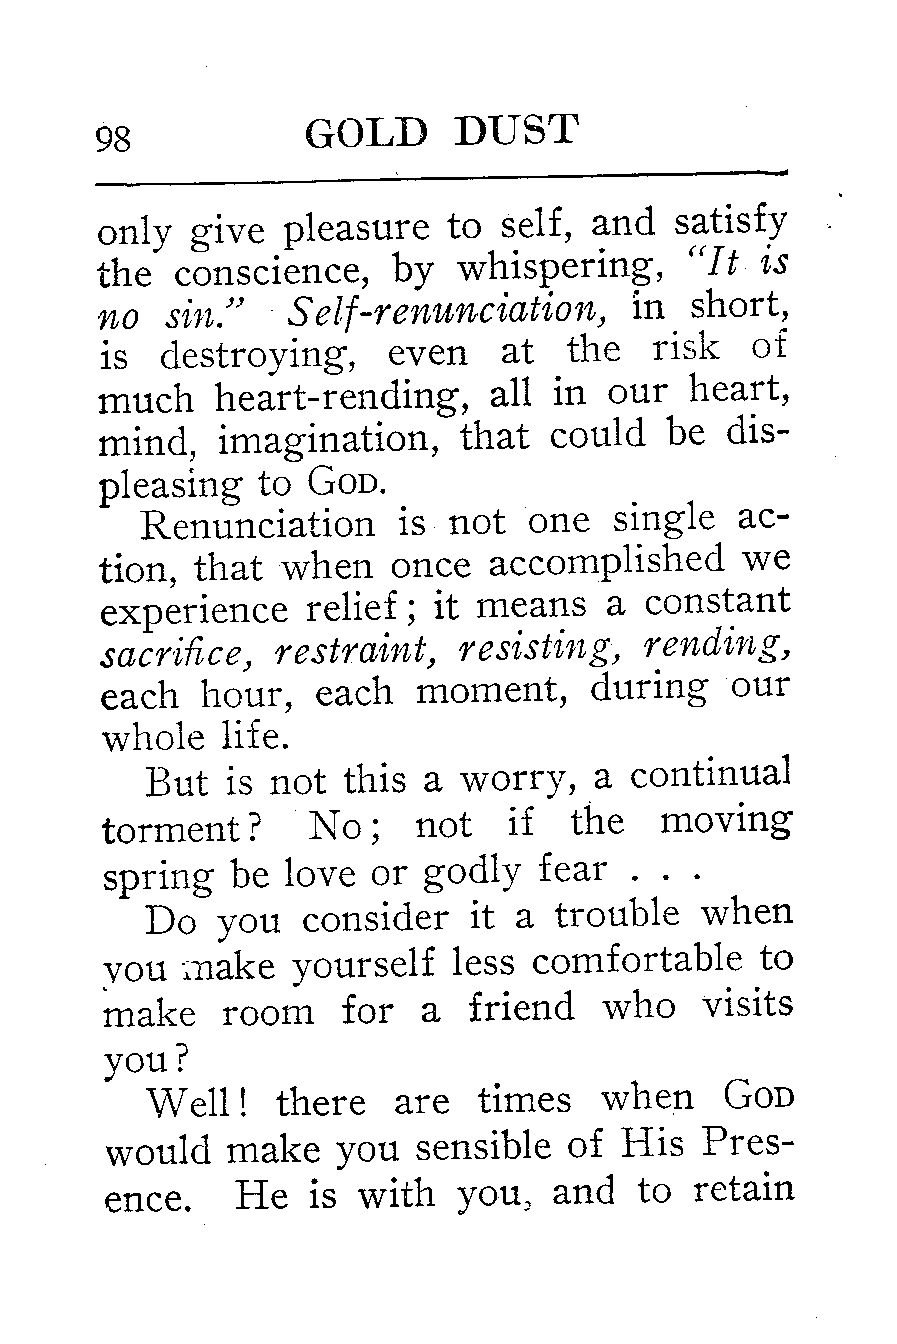 98 GOLD DUST
only give pleasure to self, and satisfy
the conscience, by whispering, "It is
no sin." Self-renunciation, in short,
is destroying, even at the risk of
much heart-rending, all in our heart,
mind, imagination, that could be dis-
pleasing to GOD.
Renunciation is not one single ac-
tion, that when once accomplished we
experience relief; it means a constant
sacrifice, restraint, resisting, rending,
each hour, each moment, during our
whole life.
But is not this a worry, a continual
torment? No; not if the moving
spring be love or godly fear . . .
Do you consider it a trouble when
you make yourself less comfortable to
make room for a friend who visits
you?
Well! there are times when GOD
would make you sensible of His Pres-
ence. He is with you, and to retain